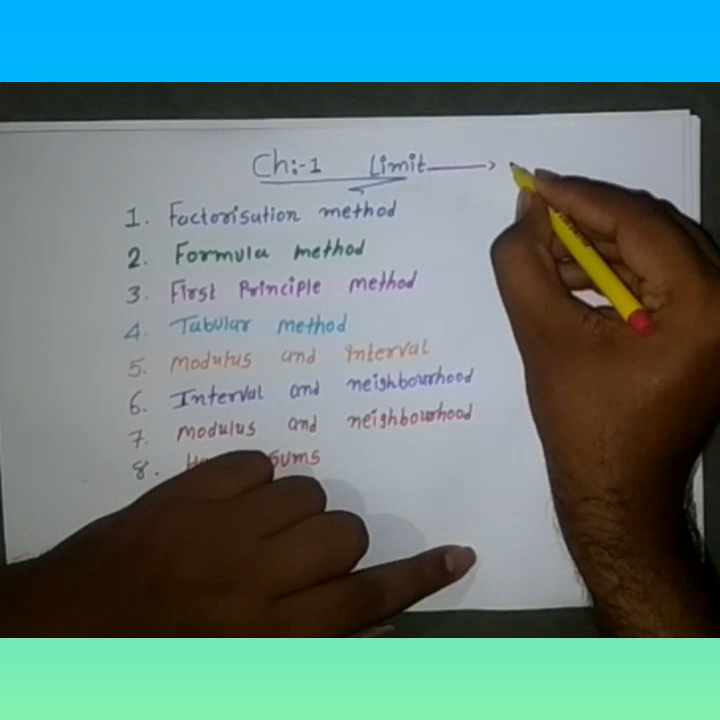 Ch:-1 Limit
1. Factorisation method
2. Formula method
3. First Principle method
4. Tabular method
5. Modulus and Interval
6. Interval and neighbourhood
7. Modulus and neighbourhood
8. Sums